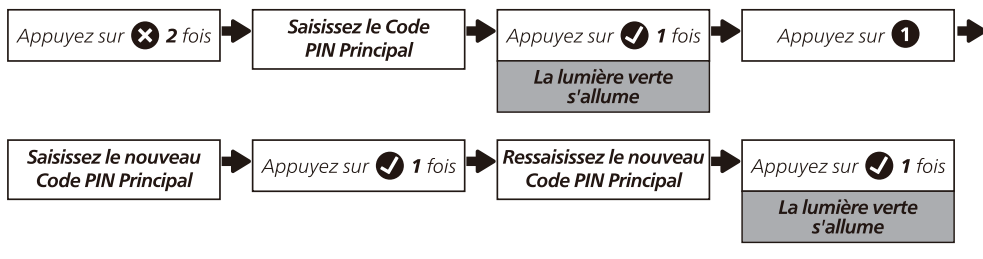 Appuyez sur ✖ 2 fois
Saisissez le Code
PIN Principal
Appuyez sur ✔ 1 fois
La lumière verte
s'allume
Appuyez sur 1
Saisissez le nouveau
Code PIN Principal
Appuyez sur ✔ 1 fois
Ressaisissez le nouveau
Code PIN Principal
Appuyez sur ✔ 1 fois
La lumière verte
s'allume